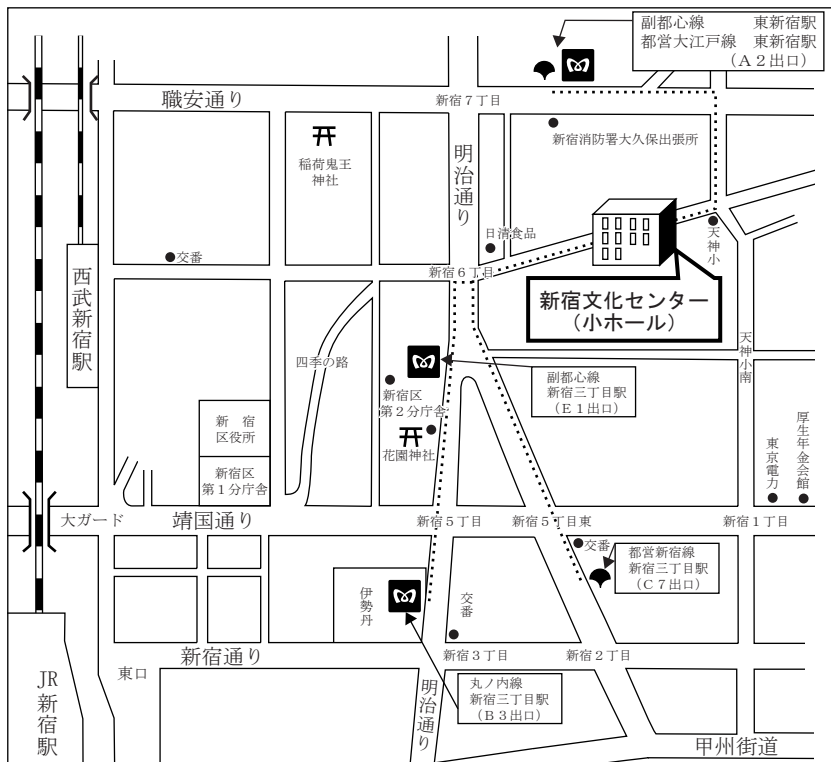 副都心線 東新宿駅
都営大江戸線 東新宿駅
(A2出口)
職安通り
新宿7丁目
新宿消防署大久保出張所
稲荷鬼王
神社
明治通り
日清食品
天神小
交番
新宿6丁目
新宿文化センター
(小ホール)
西武新宿駅
四季の路
天神小南
副都心線
新宿三丁目駅
(E1出口)
新宿区
第2分庁舎
新 宿
区役所
花園神社
厚生年金会館
東京電力
新宿区
第1分庁舎
大ガード
靖国通り
新宿5丁目
新宿5丁目東
新宿1丁目
交番
都営新宿線
新宿三丁目駅
(C7出口)
伊勢丹
交番
新宿通り
新宿3丁目
新宿2丁目
東口
JR
新宿駅
明治通り
丸ノ内線
新宿三丁目駅
(B3出口)
甲州街道